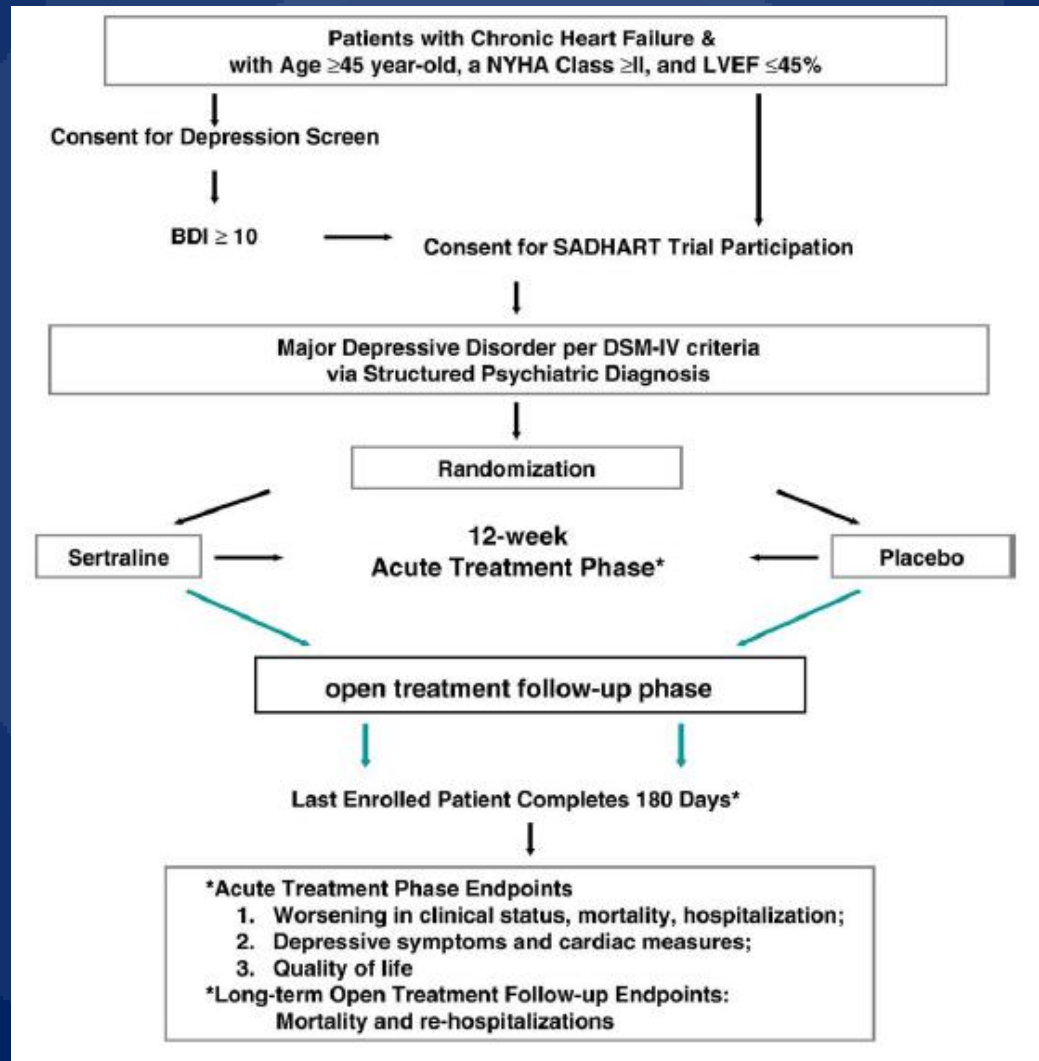 Patients with Chronic Heart Failure &
with Age ≥45 year-old, a NYHA Class ≥II, and LVEF ≤45%
Consent for Depression Screen
BDI ≥ 10
Consent for SADHART Trial Participation
Major Depressive Disorder per DSM-IV criteria
via Structured Psychiatric Diagnosis
Randomization
Sertraline
12-week
Acute Treatment Phase*
Placebo
open treatment follow-up phase
Last Enrolled Patient Completes 180 Days*
*Acute Treatment Phase Endpoints
1. Worsening in clinical status, mortality, hospitalization;
2. Depressive symptoms and cardiac measures;
3. Quality of life
*Long-term Open Treatment Follow-up Endpoints:
Mortality and re-hospitalizations